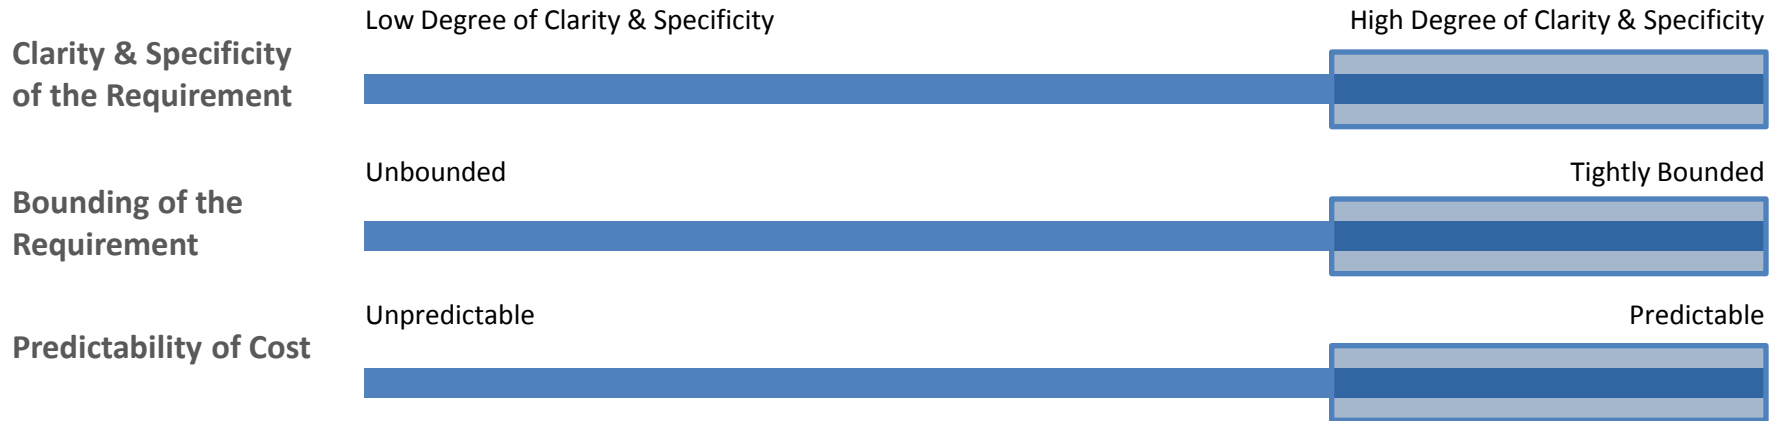 Low Degree of Clarity & Specificity
High Degree of Clarity & Specificity
Clarity & Specificity
of the Requirement
Unbounded
Tightly Bounded
Bounding of the
Requirement
Unpredictable
Predictable
Predictability of Cost